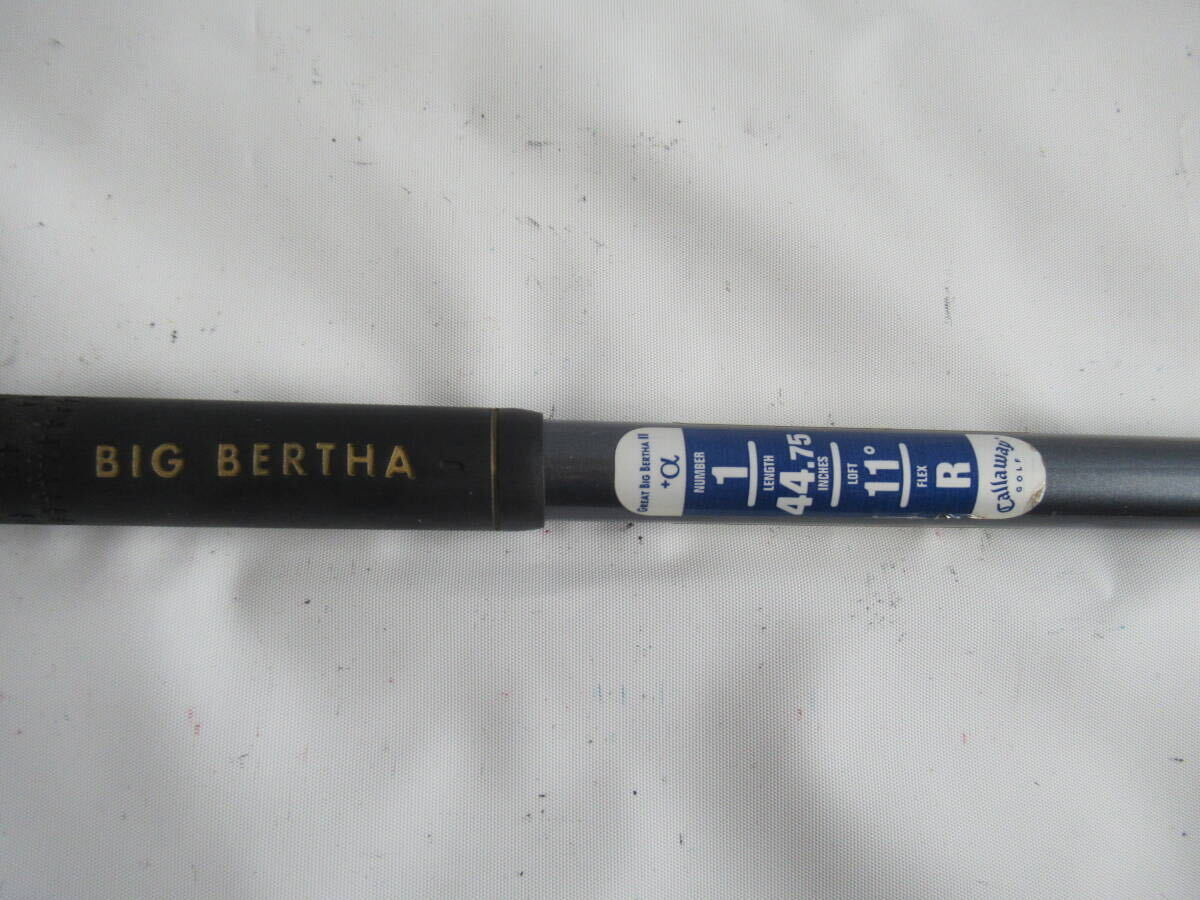 BIG BERTHA
GREAT BIG BERTHA II
+α
NUMBER
1
LENGTH
44.75
INCHES
LOFT
11°
FLEX
R
Callaway
GOLF